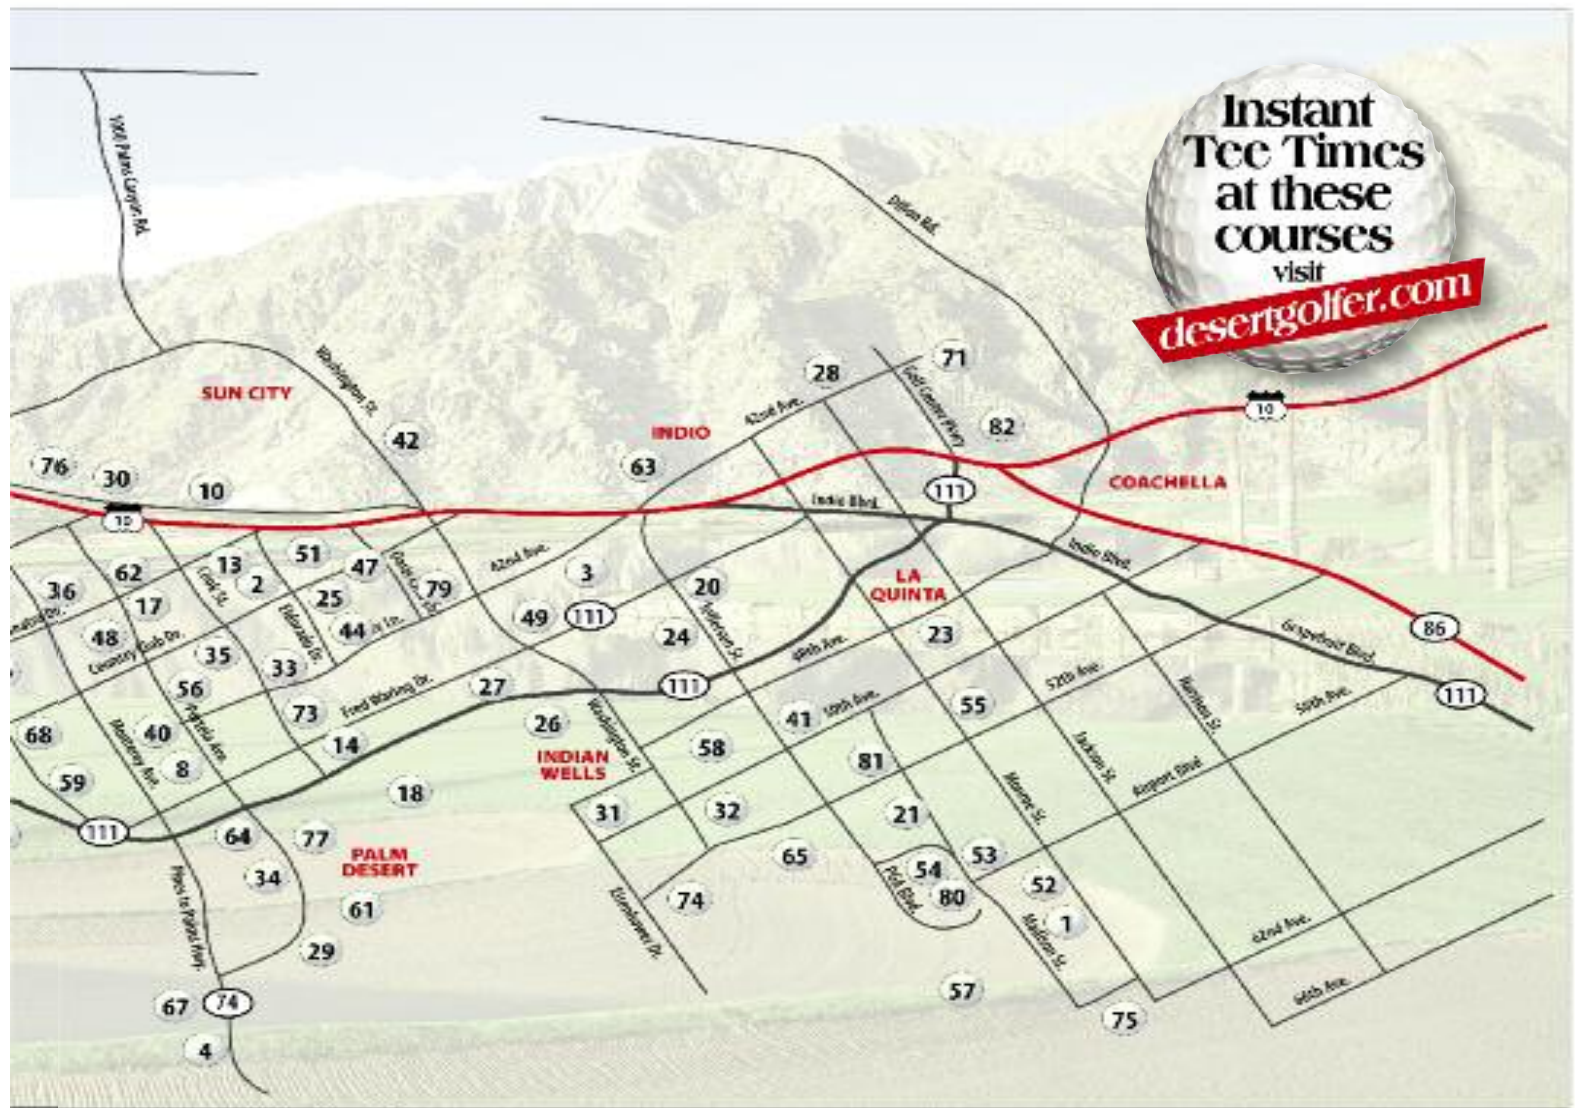 Instant
Tee Times
at these
courses
visit
desertgolfer.com
1000 Palms Canyon Rd.
Dillon Rd.
Washington St.
SUN CITY
28
71
Golf Center Pkwy
42nd Ave.
10
42
INDIO
82
63
76
30
10
COACHELLA
111
10
Indio Blvd.
Indio Blvd.
51
13
47
42nd Ave.
3
20
LA
QUINTA
36
62
2
Cook St.
79
25
17
Eldorado Dr.
44
49
111
Jefferson St.
24
23
86
48
Country Club Dr.
35
33
48th Ave.
Grapefruit Blvd.
56
27
Fred Waring Dr.
111
52nd Ave.
Harrison St.
50th Ave.
111
73
Portola Ave.
68
Monterey Ave.
40
14
26
Washington St.
41
50th Ave.
55
58
INDIAN
WELLS
8
59
81
Jackson St.
Airport Blvd
18
31
32
21
Monroe St.
111
64
77
PALM
DESERT
65
53
54
34
PGA Blvd.
80
52
61
74
1
Eisenhower Dr.
Madison St.
Pines to Palms Hwy.
29
62nd Ave.
67
74
57
66th Ave.
75
4